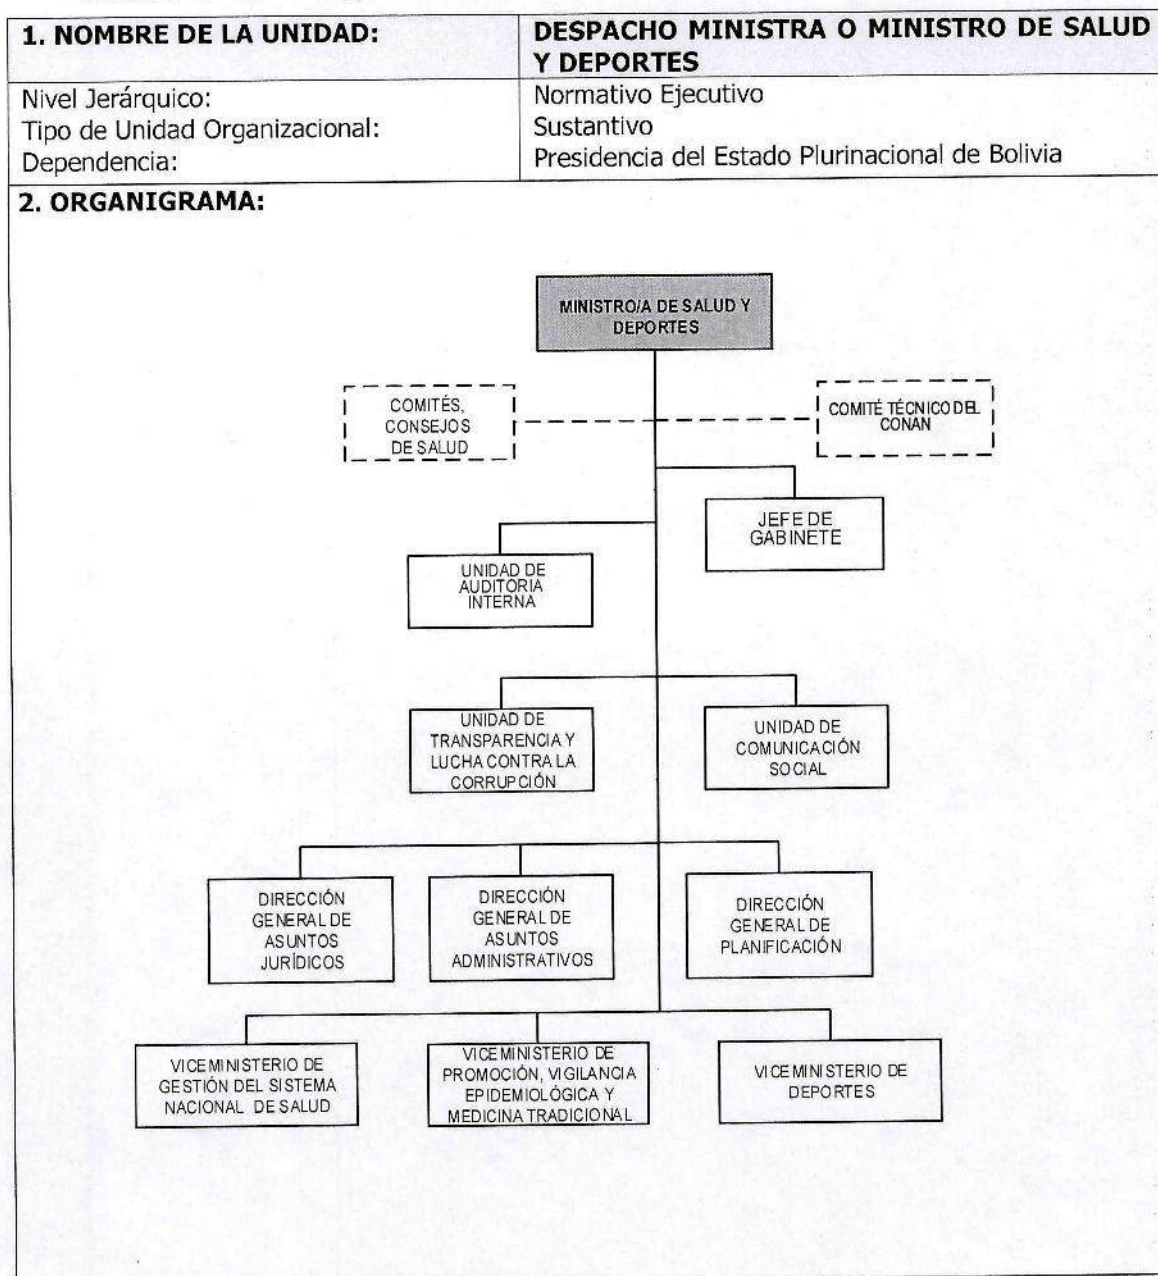 1. NOMBRE DE LA UNIDAD:
DESPACHO MINISTRA O MINISTRO DE SALUD
Y DEPORTES
Nivel Jerárquico:
Normativo Ejecutivo
Tipo de Unidad Organizacional:
Sustantivo
Dependencia:
Presidencia del Estado Plurinacional de Bolivia
2. ORGANIGRAMA:
MINISTRO/A DE SALUD Y
DEPORTES
COMITÉS,
CONSEJOS
DE SALUD
COMITÉ TÉCNICO DEL
CONAN
JEFE DE
GABINETE
UNIDAD DE
AUDITORIA
INTERNA
UNIDAD DE
TRANSPARENCIA Y
LUCHA CONTRA LA
CORRUPCIÓN
UNIDAD DE
COMUNICACIÓN
SOCIAL
DIRECCIÓN
GENERAL DE
ASUNTOS
JURÍDICOS
DIRECCIÓN
GENERAL DE
ASUNTOS
ADMINISTRATIVOS
DIRECCIÓN
GENERAL DE
PLANIFICACIÓN
VICEMINISTERIO DE
GESTIÓN DEL SISTEMA
NACIONAL DE SALUD
VICEMINISTERIO DE
PROMOCIÓN, VIGILANCIA
EPIDEMIOLÓGICA Y
MEDICINA TRADICIONAL
VICEMINISTERIO DE
DEPORTES